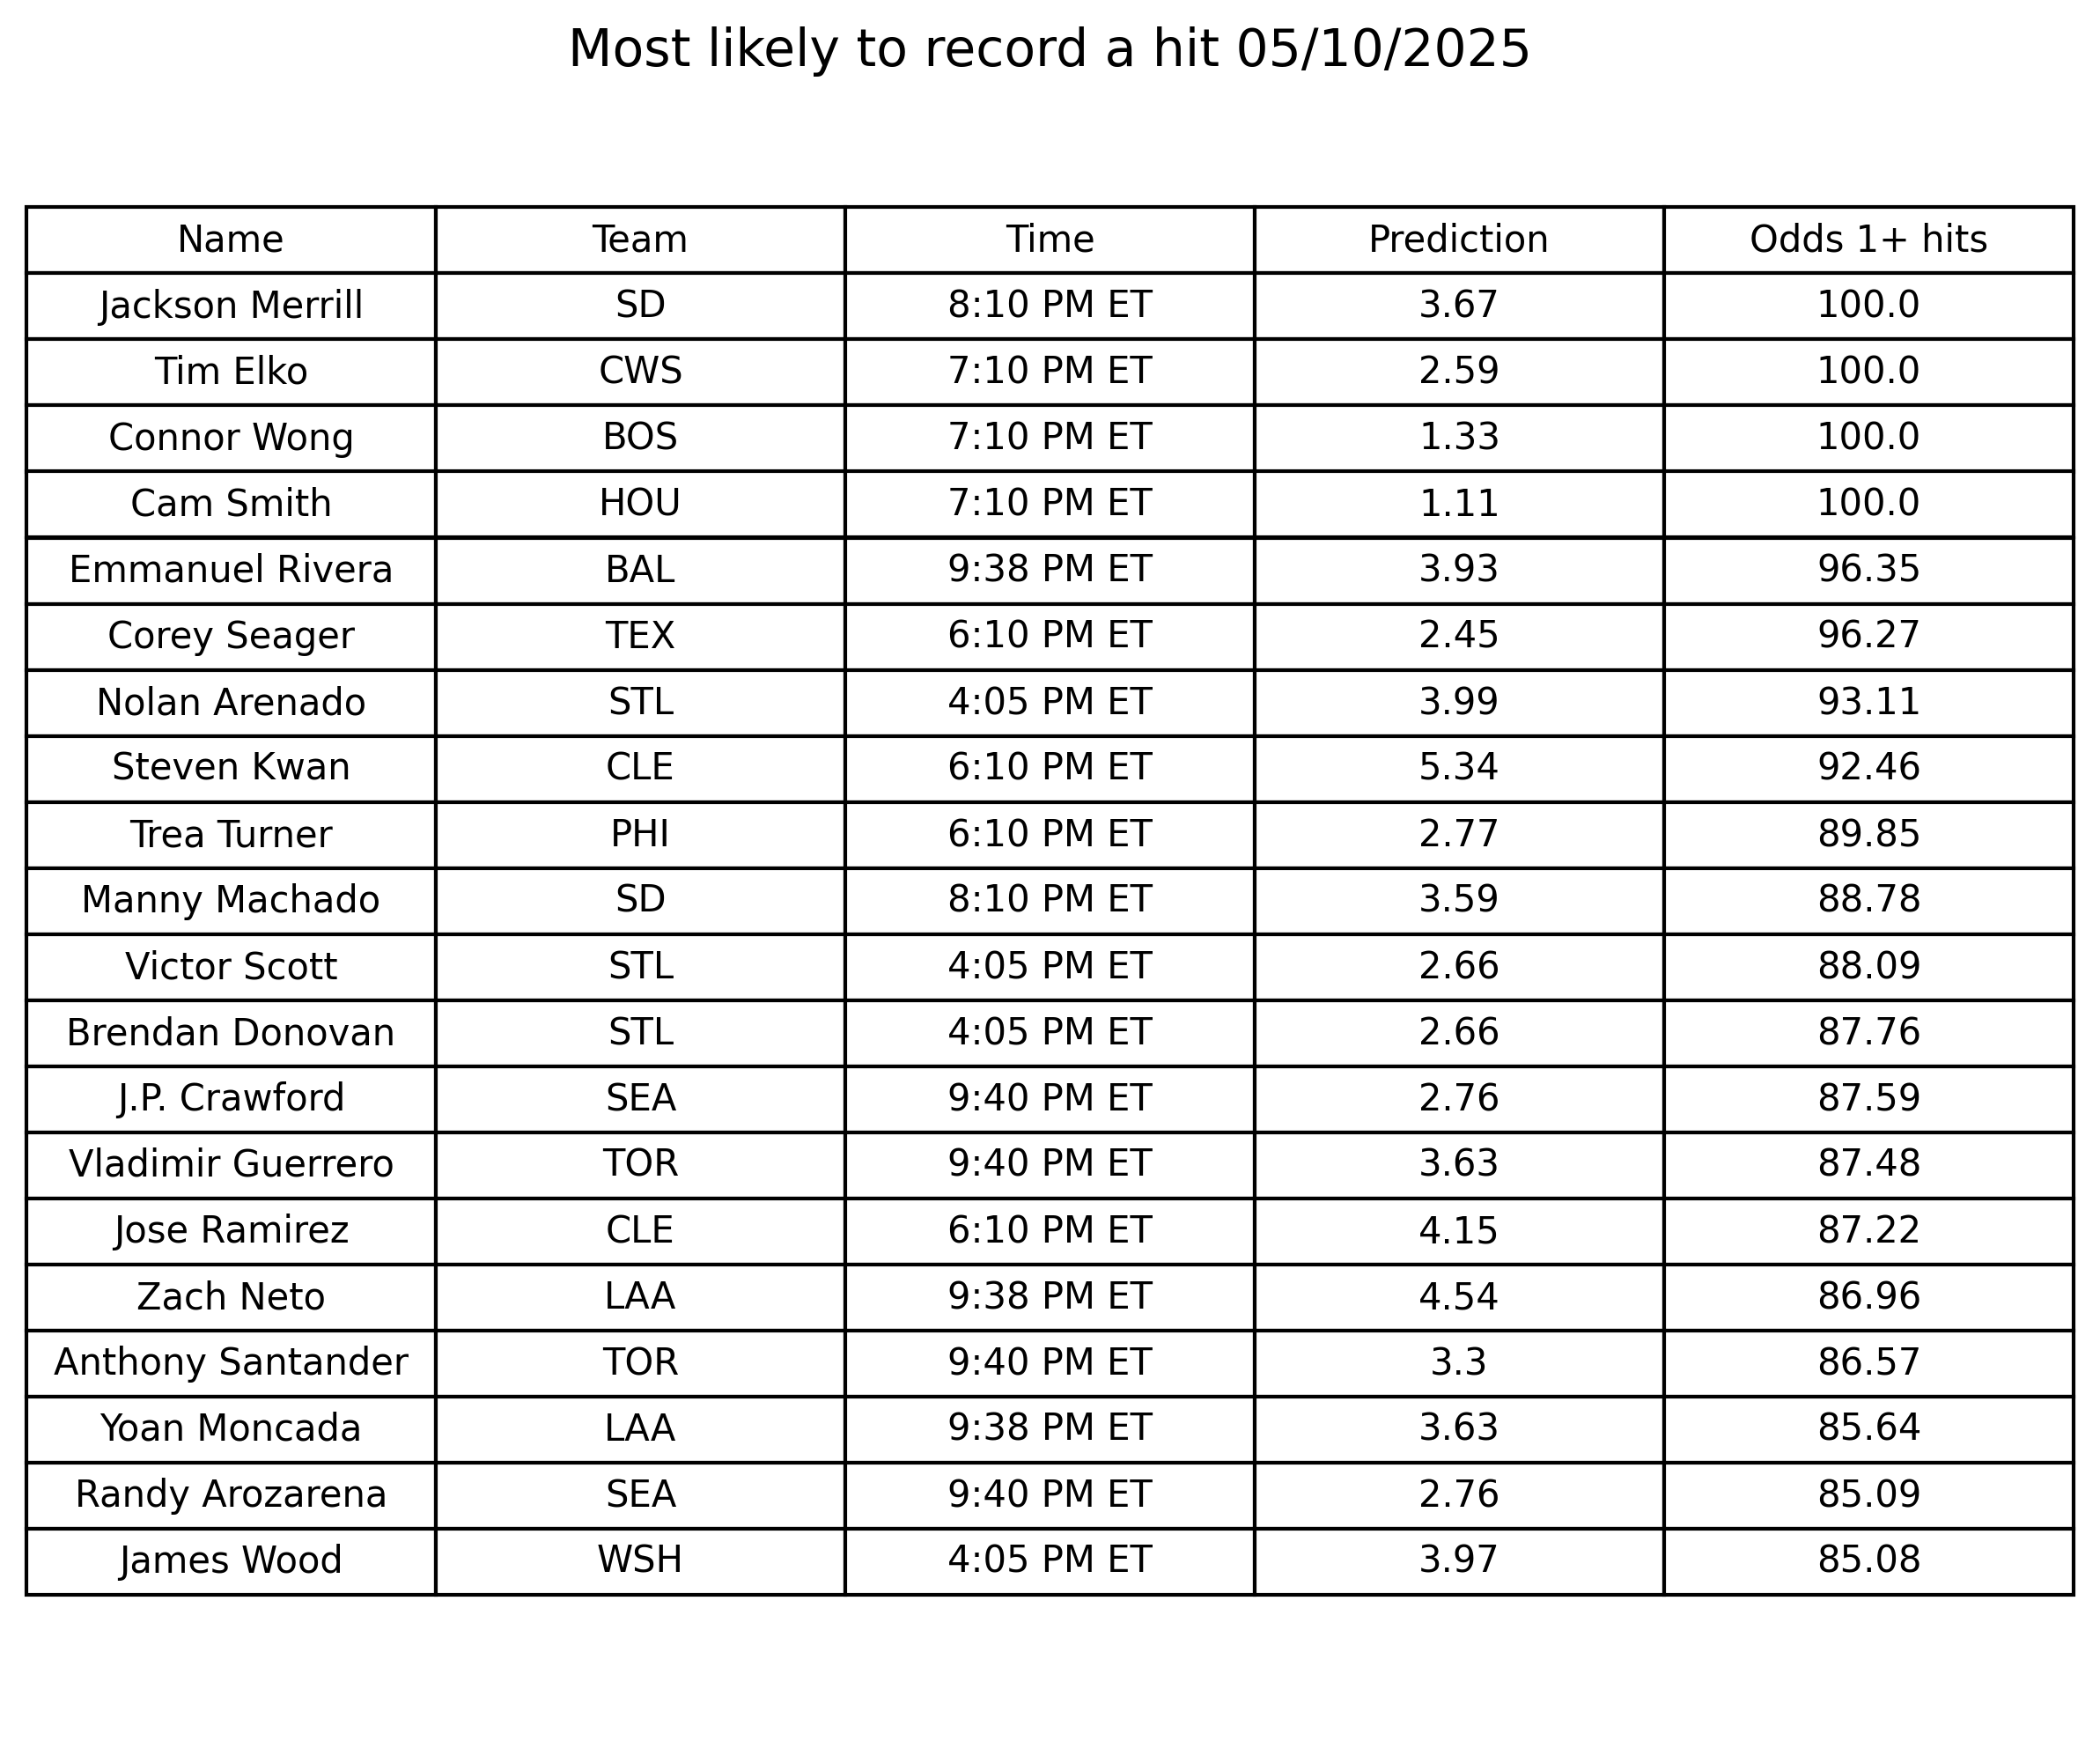 Most likely to record a hit 05/10/2025
Name Team Time Prediction Odds 1+ hits
Jackson Merrill SD 8:10 PM ET 3.67 100.0
Tim Elko CWS 7:10 PM ET 2.59 100.0
Connor Wong BOS 7:10 PM ET 1.33 100.0
Cam Smith HOU 7:10 PM ET 1.11 100.0
Emmanuel Rivera BAL 9:38 PM ET 3.93 96.35
Corey Seager TEX 6:10 PM ET 2.45 96.27
Nolan Arenado STL 4:05 PM ET 3.99 93.11
Steven Kwan CLE 6:10 PM ET 5.34 92.46
Trea Turner PHI 6:10 PM ET 2.77 89.85
Manny Machado SD 8:10 PM ET 3.59 88.78
Victor Scott STL 4:05 PM ET 2.66 88.09
Brendan Donovan STL 4:05 PM ET 2.66 87.76
J.P. Crawford SEA 9:40 PM ET 2.76 87.59
Vladimir Guerrero TOR 9:40 PM ET 3.63 87.48
Jose Ramirez CLE 6:10 PM ET 4.15 87.22
Zach Neto LAA 9:38 PM ET 4.54 86.96
Anthony Santander TOR 9:40 PM ET 3.3 86.57
Yoan Moncada LAA 9:38 PM ET 3.63 85.64
Randy Arozarena SEA 9:40 PM ET 2.76 85.09
James Wood WSH 4:05 PM ET 3.97 85.08